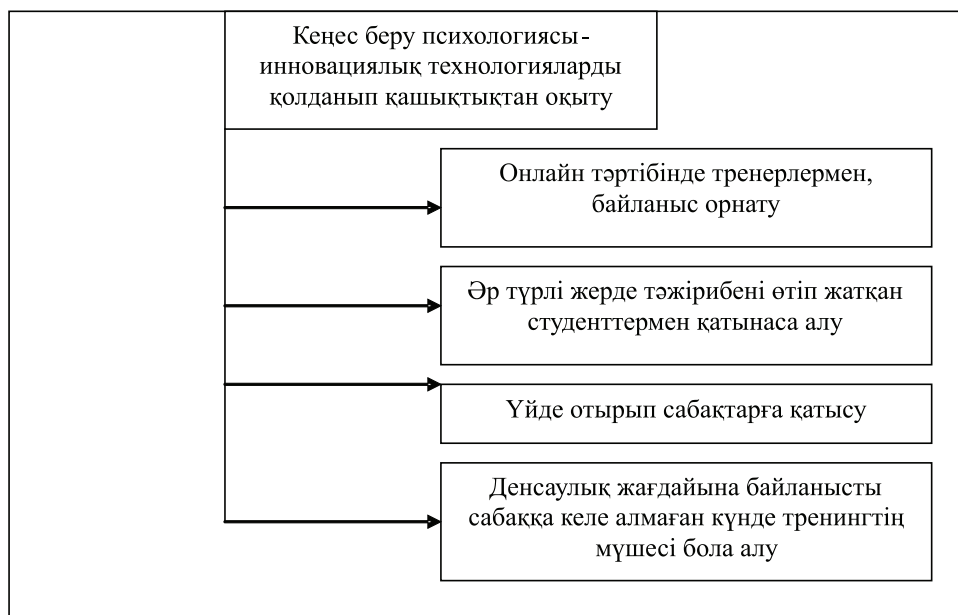 Кеңес беру психологиясы-
инновациялық технологияларды
қолданып қашықтықтан оқыту
Онлайн тәртібінде тренерлермен,
байланыс орнату
Әр түрлі жерде тәжірибені өтіп жатқан
студенттермен қатынаса алу
Үйде отырып сабақтарға қатысу
Денсаулық жағдайына байланысты
сабаққа келе алмаған күнде тренингтің
мүшесі бола алу